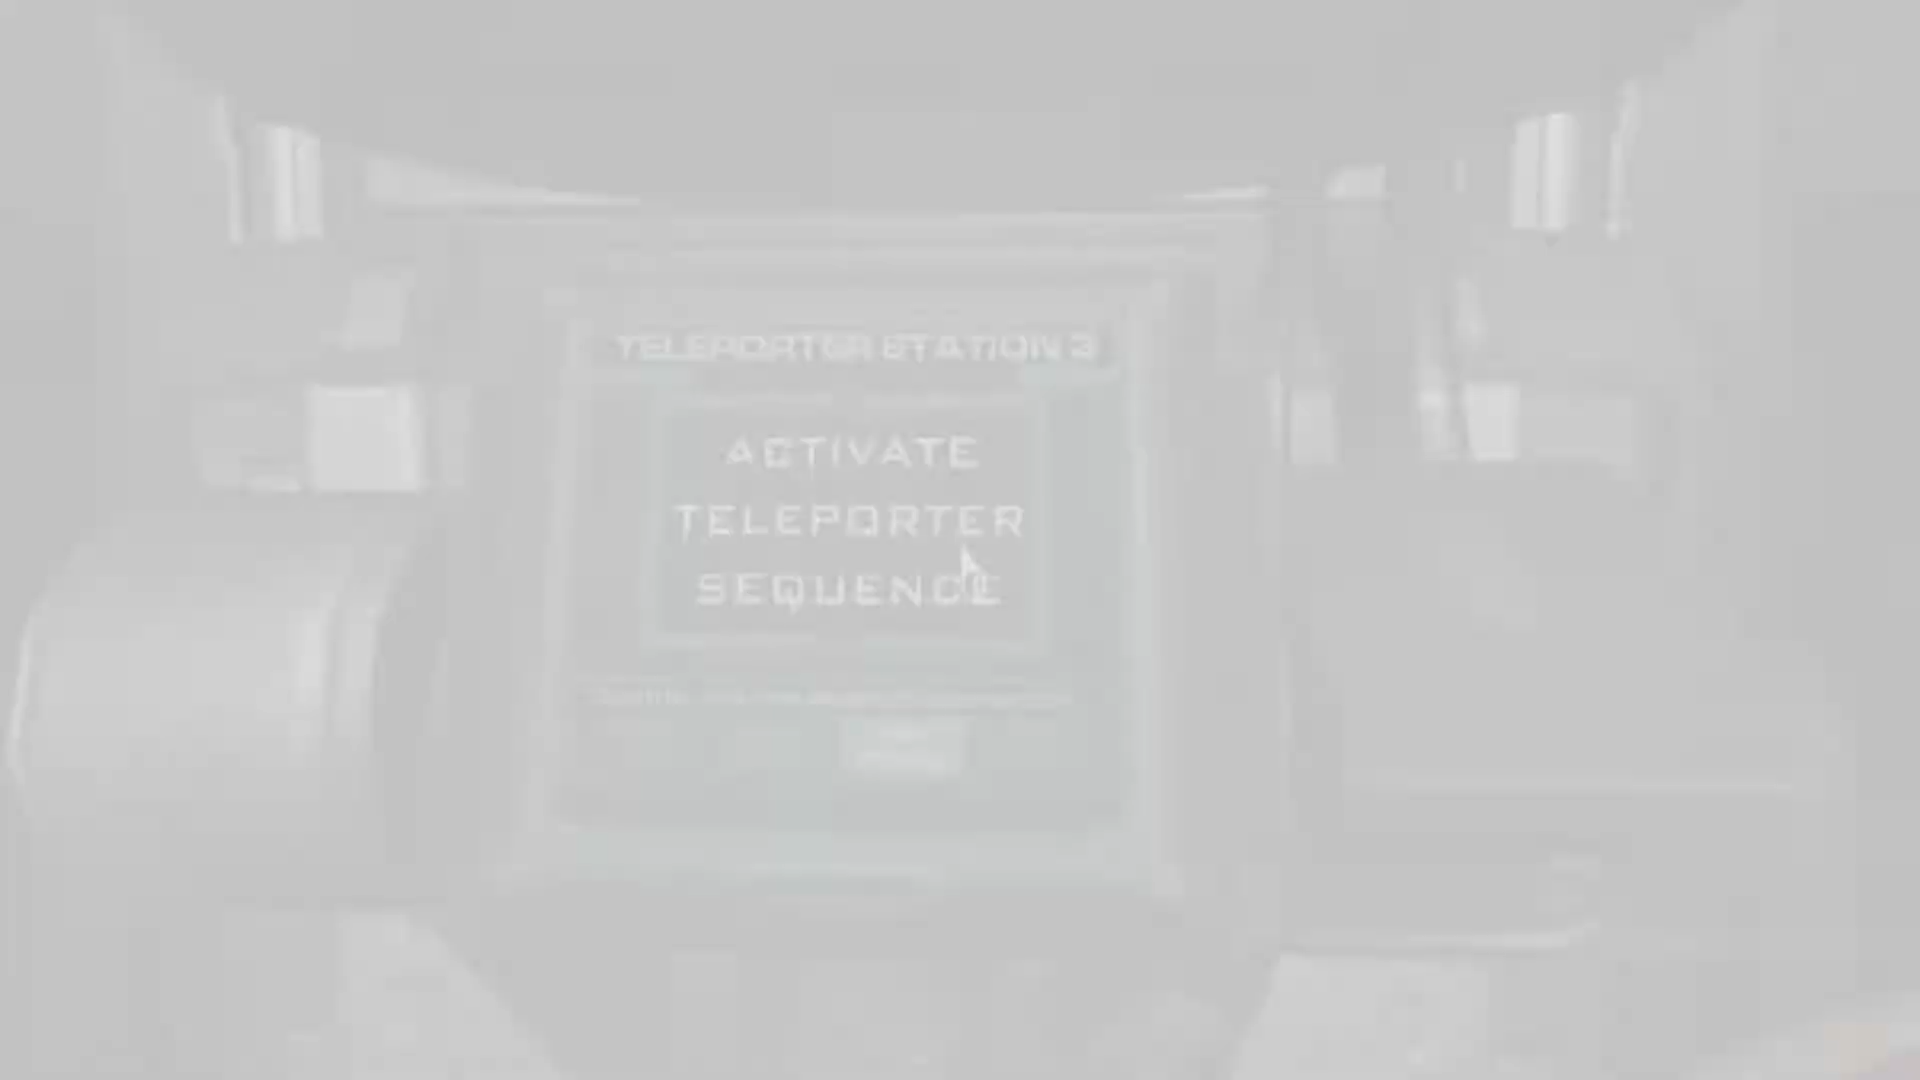 TELEPORTER STATION 3
ACTIVATE
TELEPORTER
SEQUENCE